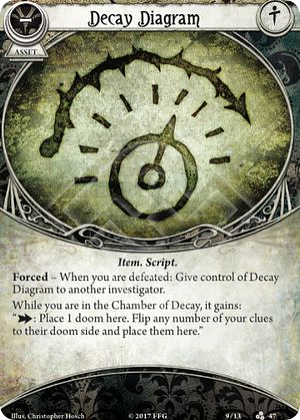 Decay Diagram
ASSET
Item. Script.
Forced – When you are defeated: Give control of Decay
Diagram to another investigator.
While you are in the Chamber of Decay, it gains:
“: Place 1 doom here. Flip any number of your clues
to their doom side and place them here.”
Illus. Christopher Hosch
© 2017 FFG
9/13
47